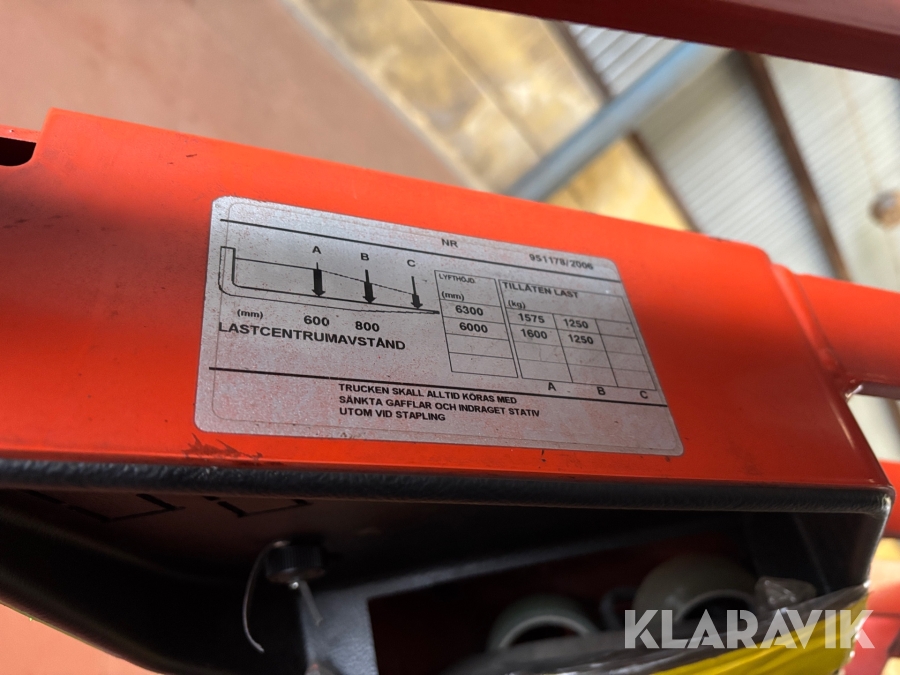 NR 951178/2006
A B C
(mm) 600 800
LASTCENTRUMAVSTÅND
LYFTHÖJD TILLÅTEN LAST
(mm) (kg)
6300 1575 1250
6000 1600 1250
A B C
TRUCKEN SKALL ALLTID KÖRAS MED
SÄNKTA GAFFLAR OCH INDRAGET STATIV
UTOM VID STAPLING
KLARAVIK